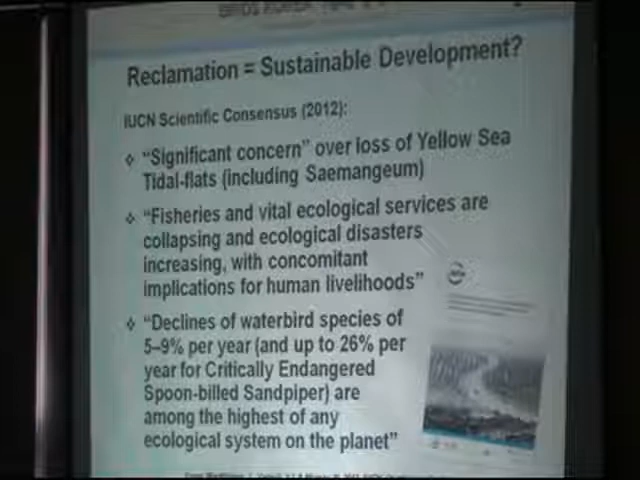 BIRDS KOREA
Reclamation = Sustainable Development?
IUCN Scientific Consensus (2012):
❖ “Significant concern” over loss of Yellow Sea
Tidal-flats (including Saemangeum)
❖ “Fisheries and vital ecological services are
collapsing and ecological disasters
increasing, with concomitant
implications for human livelihoods”
❖ “Declines of waterbird species of
5–9% per year (and up to 26% per
year for Critically Endangered
Spoon-billed Sandpiper) are
among the highest of any
ecological system on the planet”